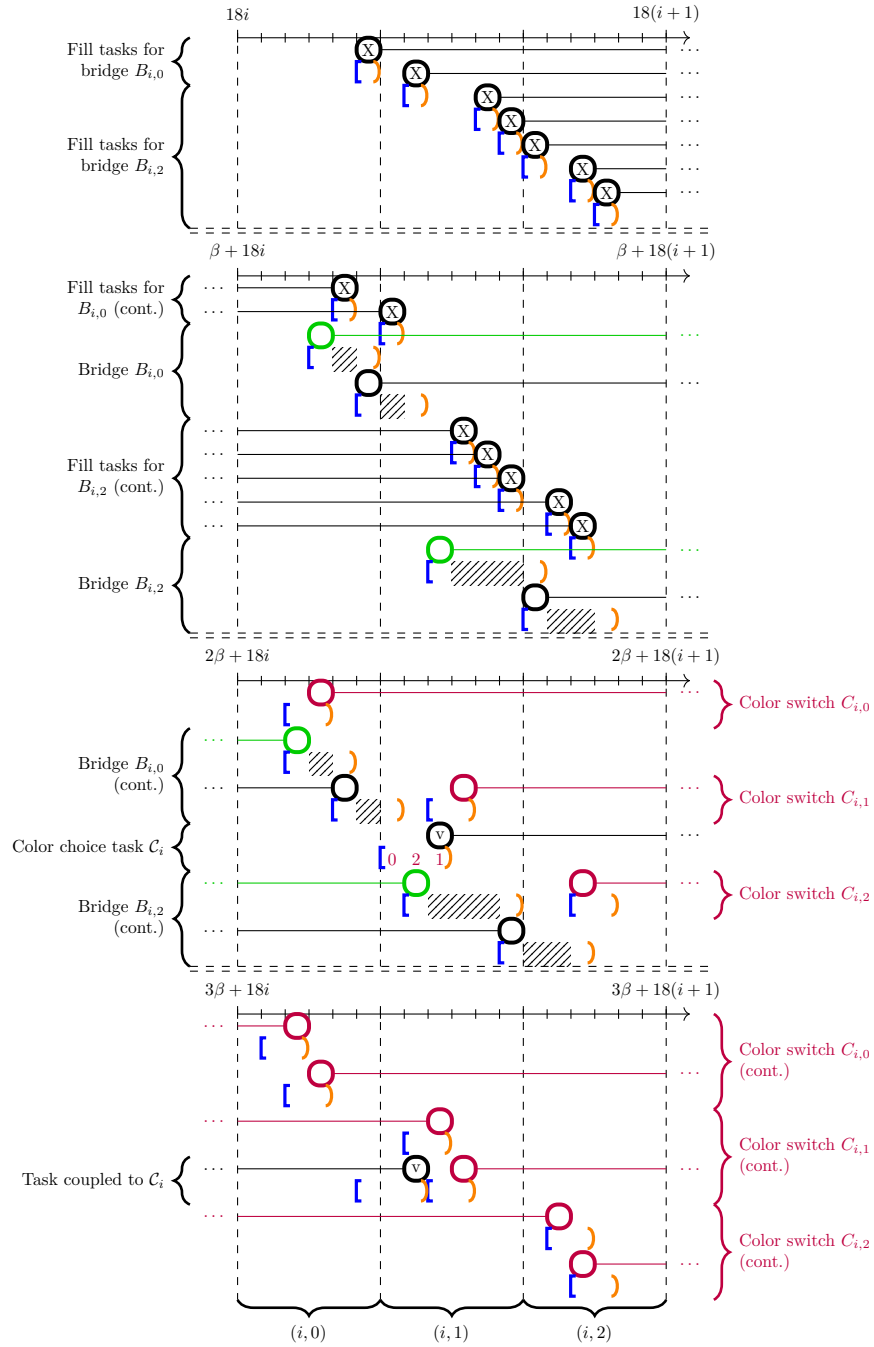 18i 18(i+1)
Fill tasks for
bridge B_{i,0}
X ···
X ···
Fill tasks for
bridge B_{i,2}
X ···
X ···
X ···
X ···
X ···
β + 18i β + 18(i+1)
Fill tasks for
B_{i,0} (cont.)
··· X
··· X
Bridge B_{i,0}
···
···
Fill tasks for
B_{i,2} (cont.)
··· X
··· X
··· X
··· X
··· X
Bridge B_{i,2}
···
···
2β + 18i 2β + 18(i+1)
··· Color switch C_{i,0}
Bridge B_{i,0}
(cont.)
···
··· ··· Color switch C_{i,1}
Color choice task 𝒞_i
v ···
0 2 1
Bridge B_{i,2}
(cont.)
··· ··· Color switch C_{i,2}
···
3β + 18i 3β + 18(i+1)
···
Color switch C_{i,0}
(cont.)
···
···
Color switch C_{i,1}
(cont.)
Task coupled to 𝒞_i
··· v ···
···
Color switch C_{i,2}
(cont.)
···
(i, 0) (i, 1) (i, 2)